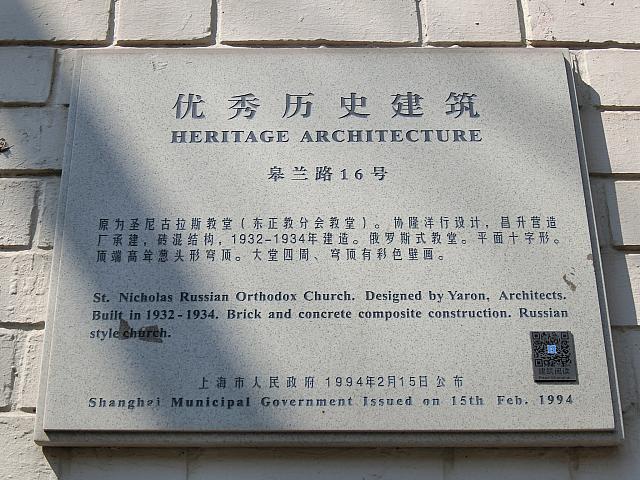 优秀历史建筑
HERITAGE ARCHITECTURE
皋兰路16号
原为圣尼古拉斯教堂（东正教分会教堂）。协隆洋行设计，昌升营造
厂承建，砖混结构，1932-1934年建造。俄罗斯式教堂。平面十字形。
顶端高耸葱头形穹顶。大堂四周、穹顶有彩色壁画。
St. Nicholas Russian Orthodox Church. Designed by Yaron, Architects.
Built in 1932-1934. Brick and concrete composite construction. Russian
style church.
建筑阅读
上海市人民政府 1994年2月15日公布
Shanghai Municipal Government Issued on 15th Feb. 1994